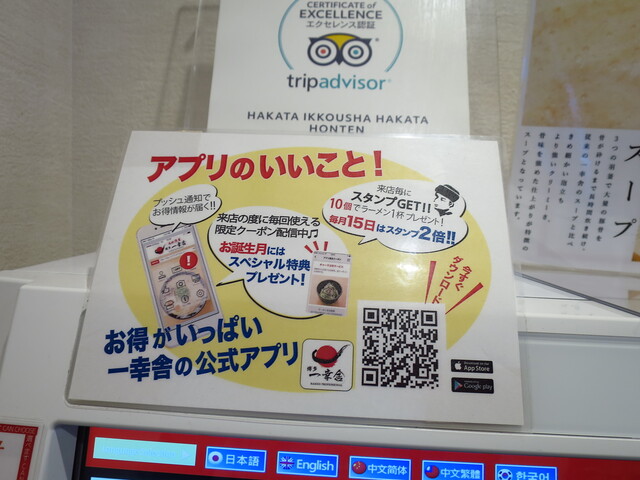 CERTIFICATE of
EXCELLENCE
エクセレンス認証
tripadvisor
HAKATA IKKOUSHA HAKATA
HONTEN
アプリのいいこと！
プッシュ通知で
お得情報が届く!!
来店の度に毎回使える
限定クーポン配信中♫
お誕生月には
スペシャル特典
プレゼント！
来店毎に
スタンプGET!!
10個でラーメン1杯プレゼント！
毎月15日はスタンプ2倍!!
今すぐ
ダウンロード
お得がいっぱい
一幸舎の公式アプリ
博多
一幸舎
App Store
Google play
スープ
日本語
English
中文简体
中文繁體
한국어